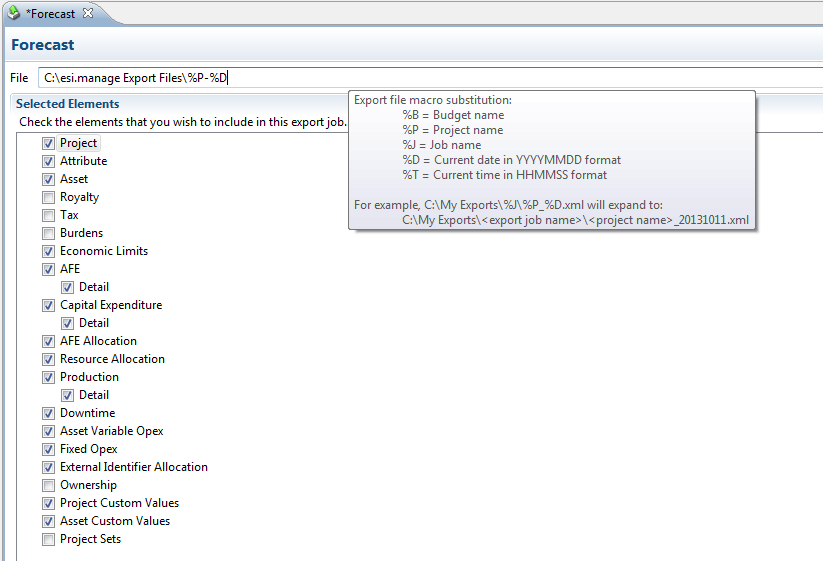 *Forecast
Forecast
File C:\esi.manage Export Files\%P-%D
Selected Elements
Check the elements that you wish to include in this export job.
Export file macro substitution:
%B = Budget name
%P = Project name
%J = Job name
%D = Current date in YYYYMMDD format
%T = Current time in HHMMSS format
For example, C:\My Exports\%J\%P_%D.xml will expand to:
C:\My Exports\<export job name>\<project name>_20131011.xml
Project
Attribute
Asset
Royalty
Tax
Burdens
Economic Limits
AFE
Detail
Capital Expenditure
Detail
AFE Allocation
Resource Allocation
Production
Detail
Downtime
Asset Variable Opex
Fixed Opex
External Identifier Allocation
Ownership
Project Custom Values
Asset Custom Values
Project Sets